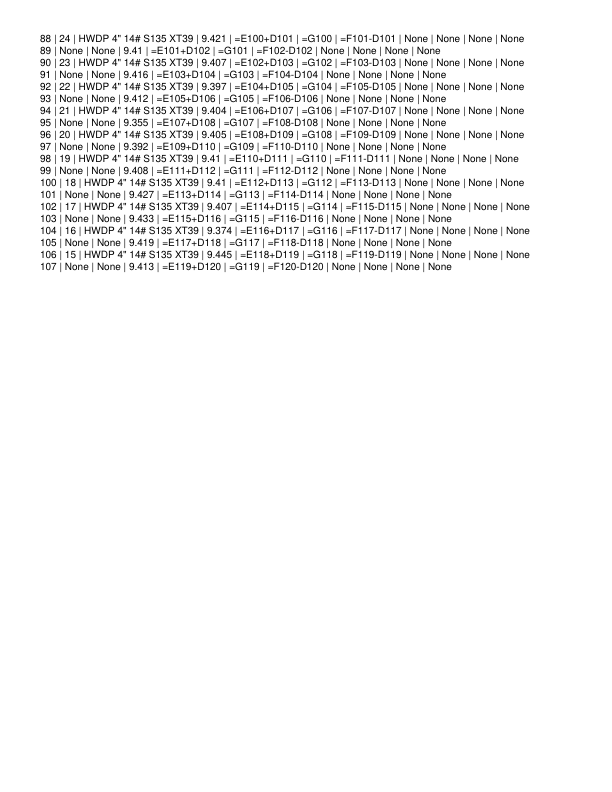 88 | 24 | HWDP 4" 14# S135 XT39 | 9.421 | =E100+D101 | =G100 | =F101-D101 | None | None | None | None
89 | None | None | 9.41 | =E101+D102 | =G101 | =F102-D102 | None | None | None | None
90 | 23 | HWDP 4" 14# S135 XT39 | 9.407 | =E102+D103 | =G102 | =F103-D103 | None | None | None | None
91 | None | None | 9.416 | =E103+D104 | =G103 | =F104-D104 | None | None | None | None
92 | 22 | HWDP 4" 14# S135 XT39 | 9.397 | =E104+D105 | =G104 | =F105-D105 | None | None | None | None
93 | None | None | 9.412 | =E105+D106 | =G105 | =F106-D106 | None | None | None | None
94 | 21 | HWDP 4" 14# S135 XT39 | 9.404 | =E106+D107 | =G106 | =F107-D107 | None | None | None | None
95 | None | None | 9.355 | =E107+D108 | =G107 | =F108-D108 | None | None | None | None
96 | 20 | HWDP 4" 14# S135 XT39 | 9.405 | =E108+D109 | =G108 | =F109-D109 | None | None | None | None
97 | None | None | 9.392 | =E109+D110 | =G109 | =F110-D110 | None | None | None | None
98 | 19 | HWDP 4" 14# S135 XT39 | 9.41 | =E110+D111 | =G110 | =F111-D111 | None | None | None | None
99 | None | None | 9.408 | =E111+D112 | =G111 | =F112-D112 | None | None | None | None
100 | 18 | HWDP 4" 14# S135 XT39 | 9.41 | =E112+D113 | =G112 | =F113-D113 | None | None | None | None
101 | None | None | 9.427 | =E113+D114 | =G113 | =F114-D114 | None | None | None | None
102 | 17 | HWDP 4" 14# S135 XT39 | 9.407 | =E114+D115 | =G114 | =F115-D115 | None | None | None | None
103 | None | None | 9.433 | =E115+D116 | =G115 | =F116-D116 | None | None | None | None
104 | 16 | HWDP 4" 14# S135 XT39 | 9.374 | =E116+D117 | =G116 | =F117-D117 | None | None | None | None
105 | None | None | 9.419 | =E117+D118 | =G117 | =F118-D118 | None | None | None | None
106 | 15 | HWDP 4" 14# S135 XT39 | 9.445 | =E118+D119 | =G118 | =F119-D119 | None | None | None | None
107 | None | None | 9.413 | =E119+D120 | =G119 | =F120-D120 | None | None | None | None